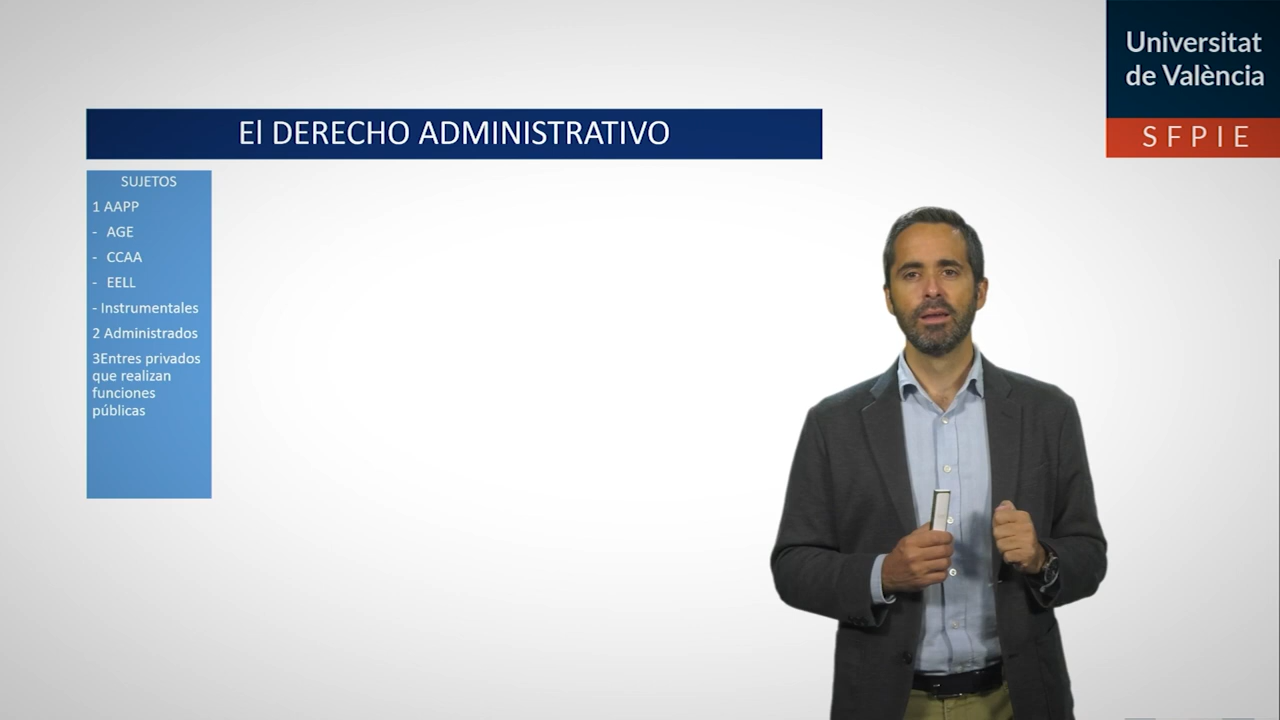 Universitat
de València
SFPIE
El DERECHO ADMINISTRATIVO
SUJETOS
1 AAPP
- AGE
- CCAA
- EELL
- Instrumentales
2 Administrados
3Entres privados
que realizan
funciones
públicas